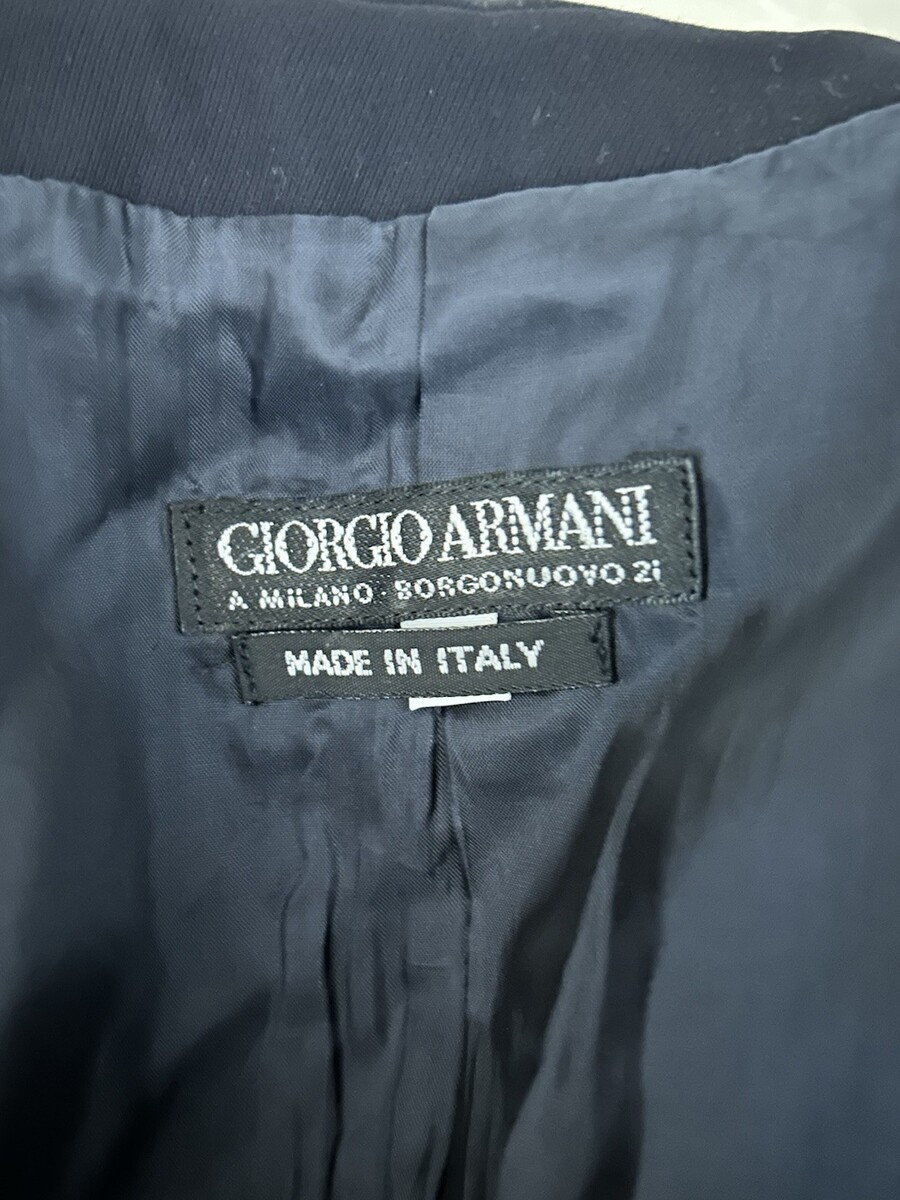 GIORGIO ARMANI
A MILANO · BORGONUOVO 21
MADE IN ITALY